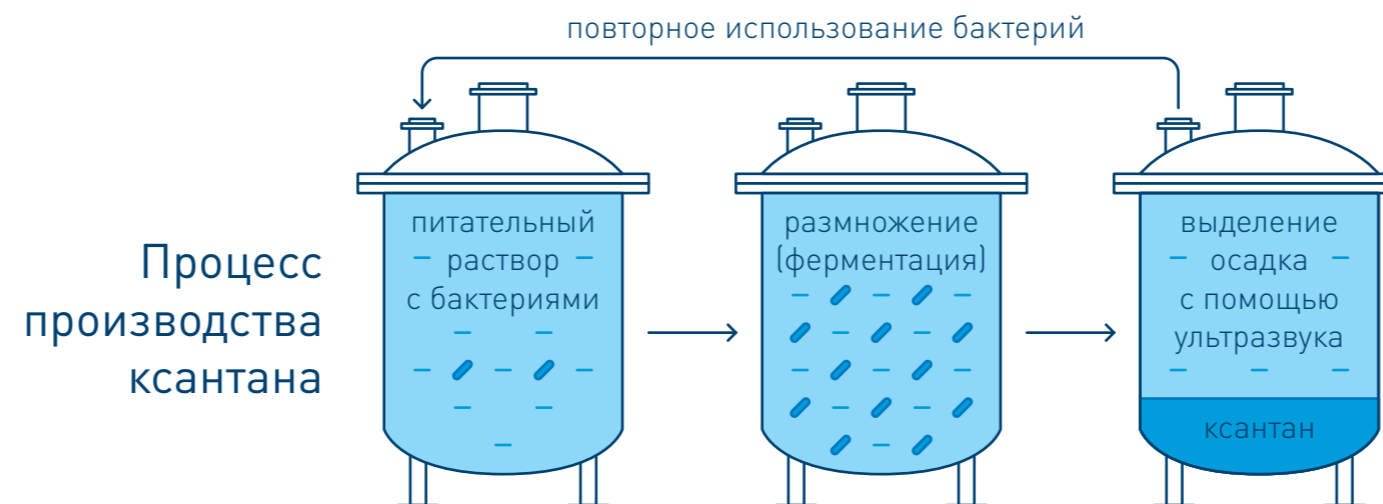 повторное использование бактерий
Процесс
производства
ксантана
питательный
раствор
с бактериями
размножение
(ферментация)
выделение
осадка
с помощью
ультразвука
ксантан